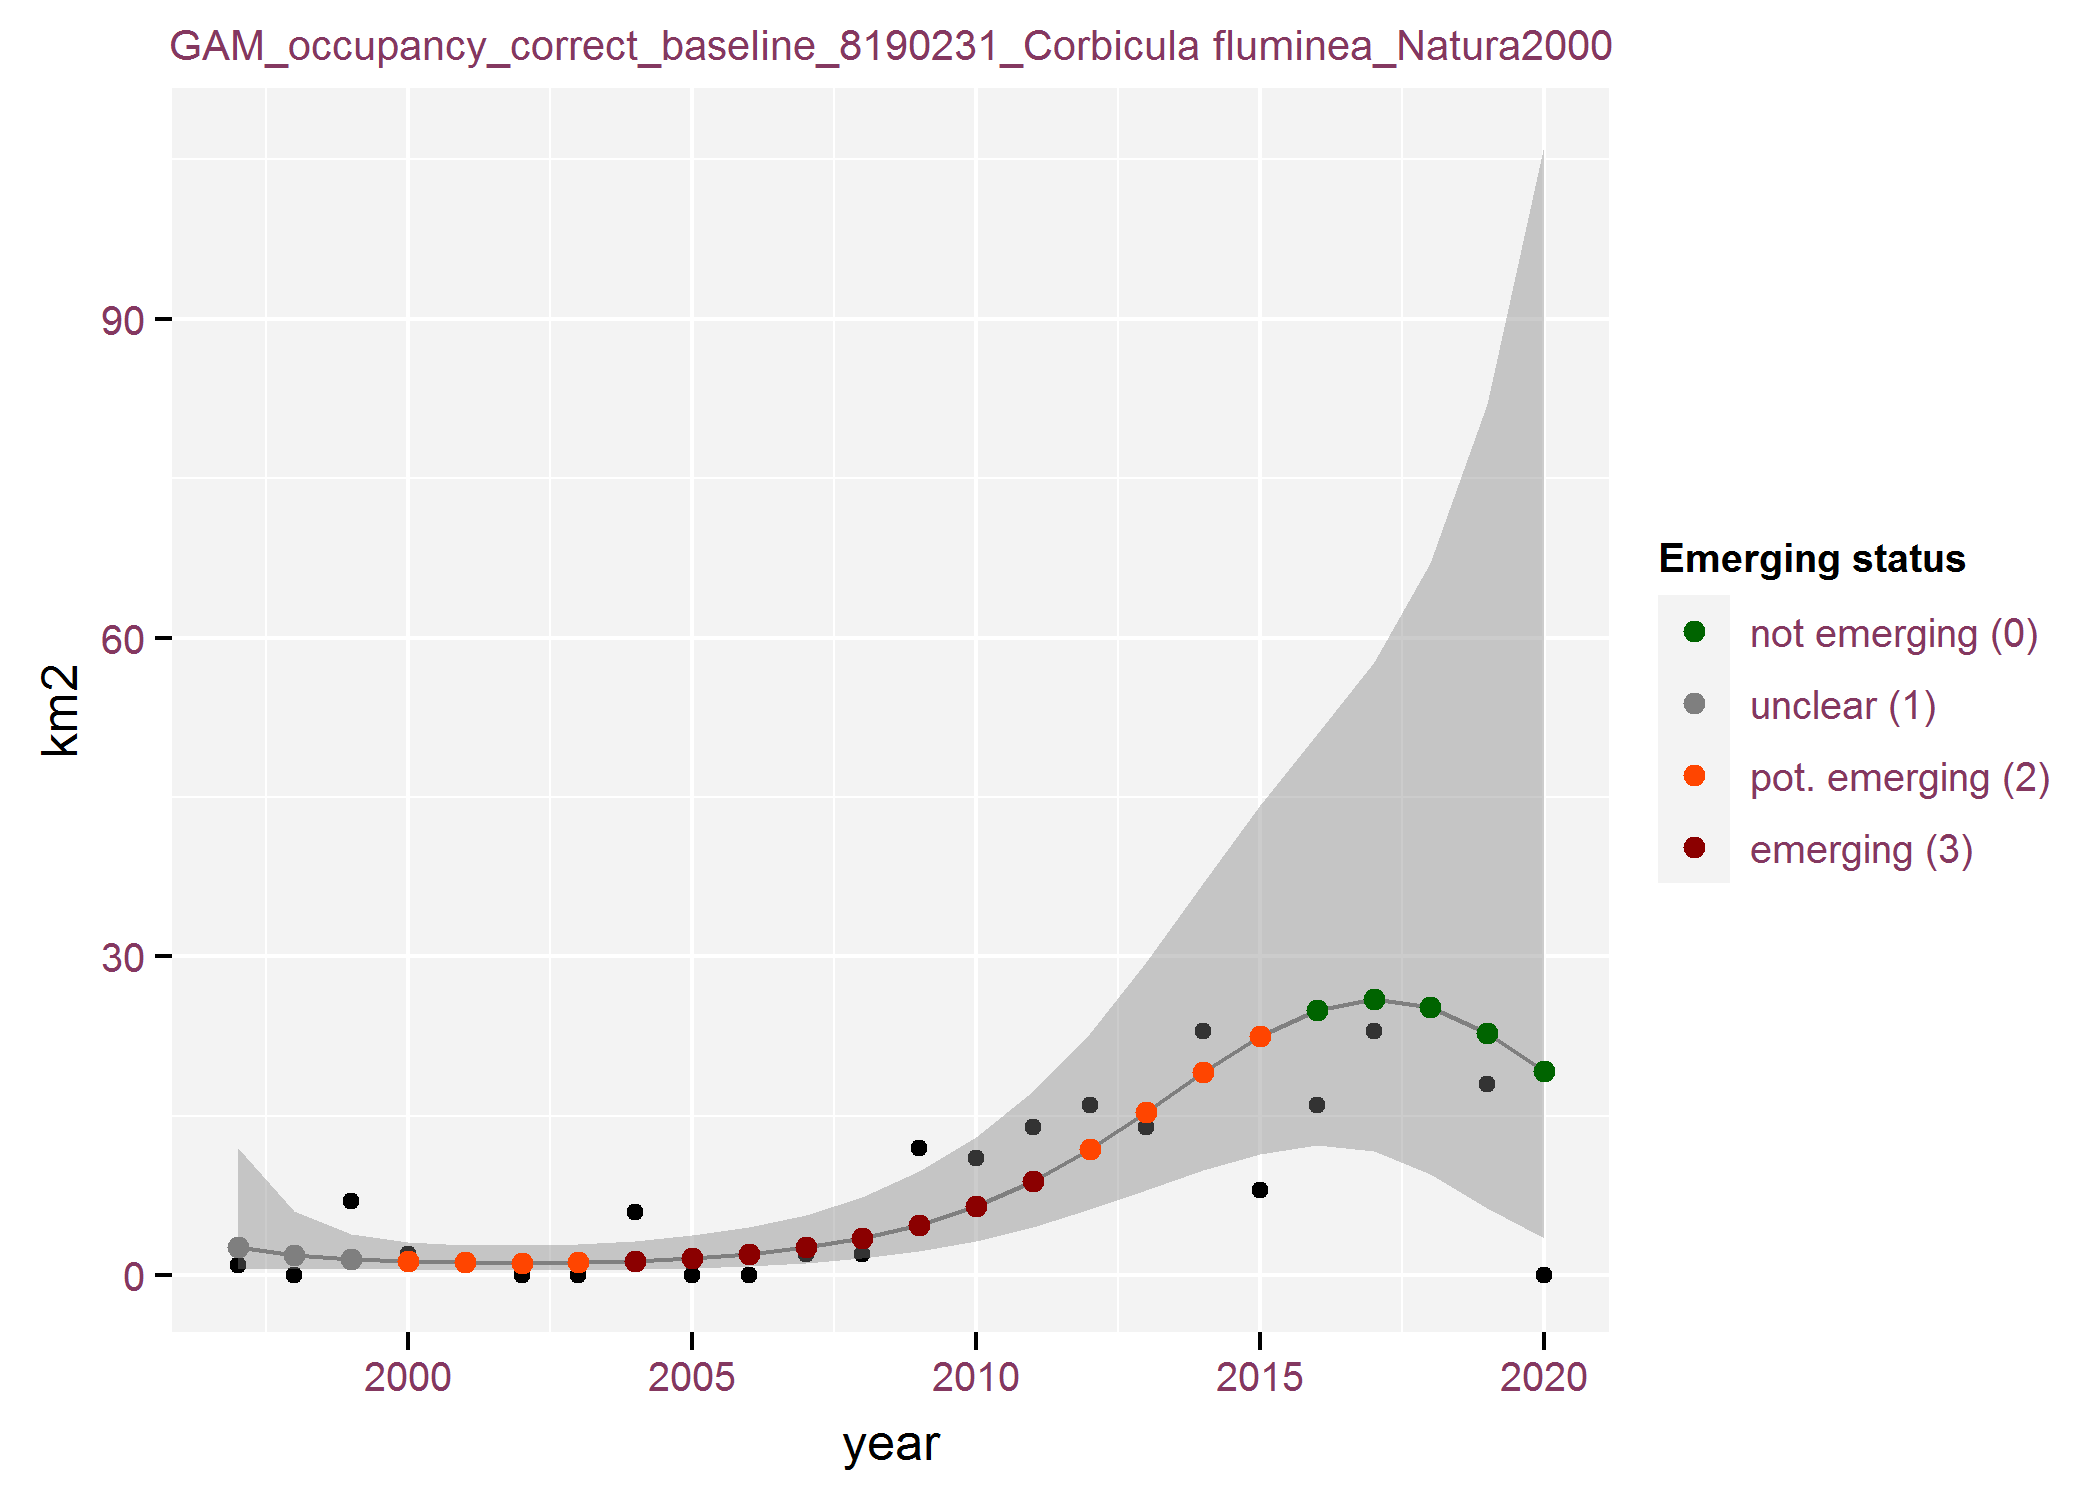 GAM_occupancy_correct_baseline_8190231_Corbicula fluminea_Natura2000
90
60
30
0
km2
2000 2005 2010 2015 2020
year
Emerging status
not emerging (0)
unclear (1)
pot. emerging (2)
emerging (3)